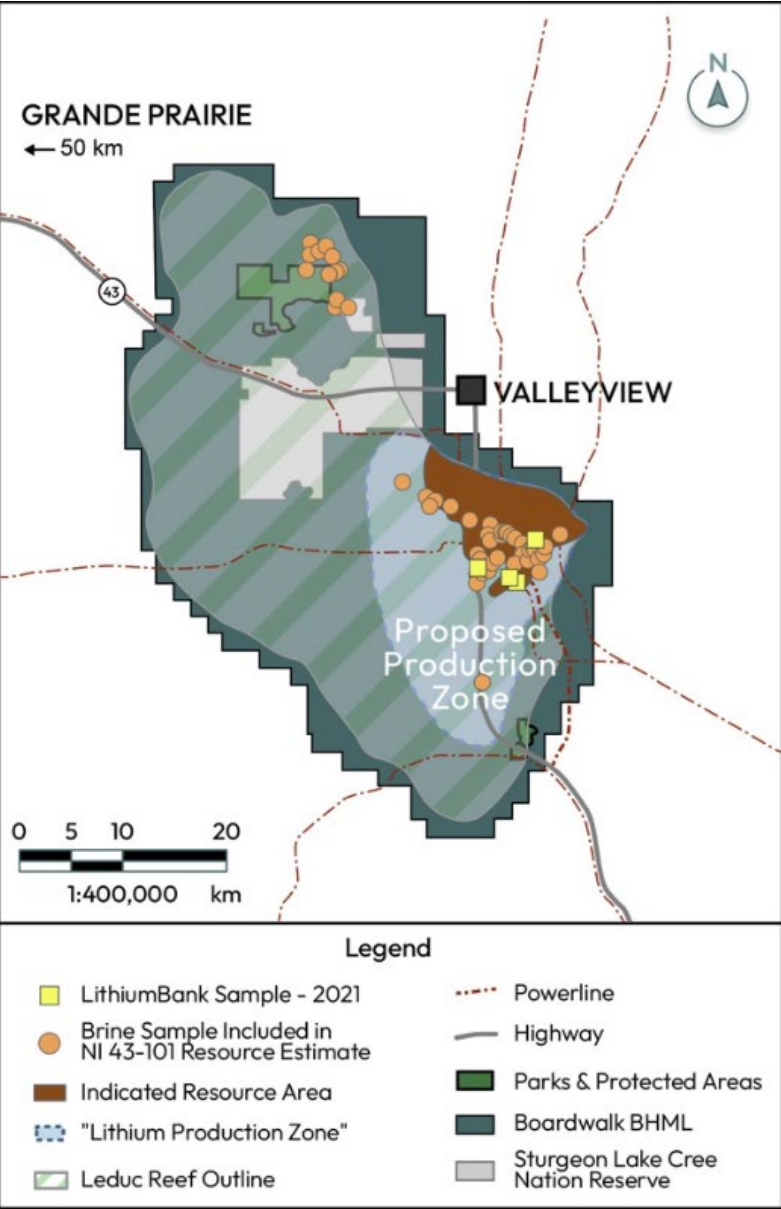 N
GRANDE PRAIRIE
← 50 km
43
VALLEYVIEW
Proposed
Production
Zone
0 5 10 20
1:400,000 km
Legend
LithiumBank Sample - 2021
Brine Sample Included in
NI 43-101 Resource Estimate
Indicated Resource Area
"Lithium Production Zone"
Leduc Reef Outline
Powerline
Highway
Parks & Protected Areas
Boardwalk BHML
Sturgeon Lake Cree
Nation Reserve